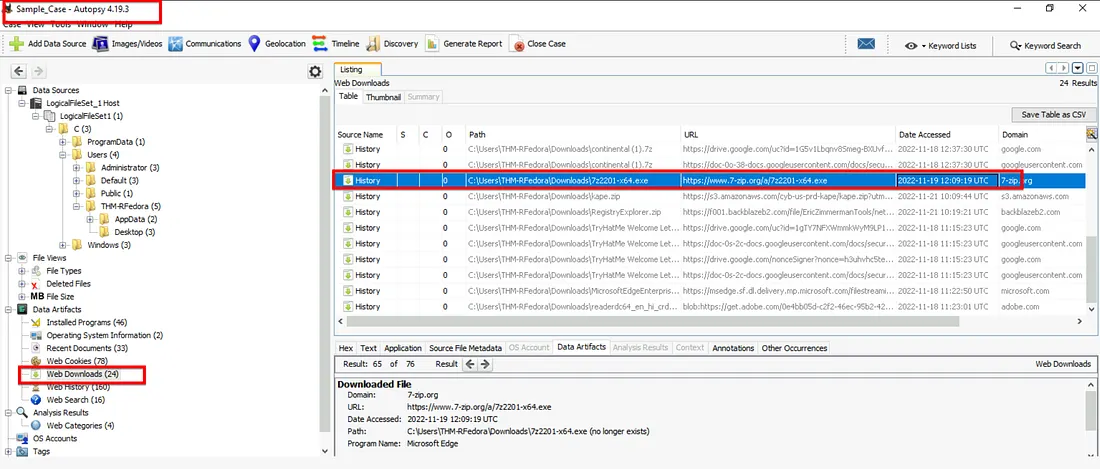 Sample_Case - Autopsy 4.19.3
Case View Tools Window Help
Add Data Source Images/Videos Communications Geolocation Timeline Discovery Generate Report Close Case Keyword Lists Keyword Search
Data Sources
LogicalFileSet_1 Host
LogicalFileSet1 (1)
C (3)
ProgramData (1)
Users (4)
Administrator (3)
Default (3)
Public (1)
THM-RFedora (5)
AppData (2)
Desktop (3)
Windows (3)
File Views
File Types
Deleted Files
MB File Size
Data Artifacts
Installed Programs (46)
Operating System Information (2)
Recent Documents (33)
Web Cookies (78)
Web Downloads (24)
Web History (160)
Web Search (16)
Analysis Results
Web Categories (4)
OS Accounts
Tags
Listing
Web Downloads 24 Results
Table Thumbnail Summary
Save Table as CSV
Source Name S C O Path URL Date Accessed Domain
History 0 C:\Users\THM-RFedora\Downloads\continental (1).7z https://drive.google.com/uc?id=1G5v1Lbqnv85meg-BXUvf... 2022-11-18 12:37:30 UTC google.com
History 0 C:\Users\THM-RFedora\Downloads\continental (1).7z https://doc-0o-38-docs.googleusercontent.com/docs/secu... 2022-11-18 12:37:30 UTC googleusercontent.com
History 0 C:\Users\THM-RFedora\Downloads\7z2201-x64.exe https://www.7-zip.org/a/7z2201-x64.exe 2022-11-19 12:09:19 UTC 7-zip.org
History 0 C:\Users\THM-RFedora\Downloads\kape.zip https://s3.amazonaws.com/cyb-us-prd-kape/kape.zip?utm... 2022-11-21 10:09:44 UTC s3.amazonaws.com
History 0 C:\Users\THM-RFedora\Downloads\RegistryExplorer.zip https://f001.backblazeb2.com/file/EricZimmermanTools/net... 2022-11-21 10:19:21 UTC backblazeb2.com
History 0 C:\Users\THM-RFedora\Downloads\TryHatMe Welcome Let... https://drive.google.com/uc?id=1gTY7NFXWmmkWyM9LP1... 2022-11-18 11:15:23 UTC google.com
History 0 C:\Users\THM-RFedora\Downloads\TryHatMe Welcome Let... https://doc-0s-2c-docs.googleusercontent.com/docs/secur... 2022-11-18 11:15:23 UTC googleusercontent.com
History 0 C:\Users\THM-RFedora\Downloads\TryHatMe Welcome Let... https://drive.google.com/nonceSigner?nonce=h3uhvhc5te... 2022-11-18 11:15:23 UTC google.com
History 0 C:\Users\THM-RFedora\Downloads\TryHatMe Welcome Let... https://doc-0s-2c-docs.googleusercontent.com/docs/secur... 2022-11-18 11:15:23 UTC googleusercontent.com
History 0 C:\Users\THM-RFedora\Downloads\MicrosoftEdgeEnterpris... https://msedge.sf.dl.delivery.mp.microsoft.com/filestreami... 2022-11-18 11:22:50 UTC microsoft.com
History 0 C:\Users\THM-RFedora\Downloads\readerdc64_en_hi_crd... blob:https://get.adobe.com/0e4bb05d-c2f2-46ec-95b2-42... 2022-11-18 11:23:01 UTC adobe.com
Hex Text Application Source File Metadata OS Account Data Artifacts Analysis Results Context Annotations Other Occurrences
Result: 65 of 76 Result Web Downloads
Downloaded File
Domain: 7-zip.org
URL: https://www.7-zip.org/a/7z2201-x64.exe
Date Accessed: 2022-11-19 12:09:19 UTC
Path: C:\Users\THM-RFedora\Downloads\7z2201-x64.exe (no longer exists)
Program Name: Microsoft Edge